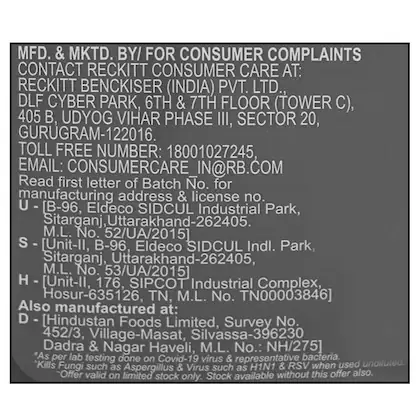 MFD. & MKTD. BY/ FOR CONSUMER COMPLAINTS
CONTACT RECKITT CONSUMER CARE AT:
RECKITT BENCKISER (INDIA) PVT. LTD.,
DLF CYBER PARK, 6TH & 7TH FLOOR (TOWER C),
405 B, UDYOG VIHAR PHASE III, SECTOR 20,
GURUGRAM-122016.
TOLL FREE NUMBER: 18001027245,
EMAIL: CONSUMERCARE_IN@RB.COM
Read first letter of Batch No. for
manufacturing address & license no.
U - [B-96, Eldeco SIDCUL Industrial Park,
Sitarganj,Uttarakhand-262405.
M.L. No. 52/UA/2015]
S - [Unit-II, B-96, Eldeco SIDCUL Indl. Park,
Sitarganj, Uttarakhand-262405,
M.L. No. 53/UA/2015]
H - [Unit-II, 176, SIPCOT Industrial Complex,
Hosur-635126, TN, M.L. No. TN00003846]
Also manufactured at:
D - [Hindustan Foods Limited, Survey No.
452/3, Village-Masat, Silvassa-396230
Dadra & Nagar Haveli, M.L. No.: NH/275]
*As per lab testing done on Covid-19 virus & representative bacteria.
*Kills Fungi such as Aspergillus & Virus such as H1N1 & RSV when used undiluted.
*Offer valid on limited stock only. Stock available without this offer also.